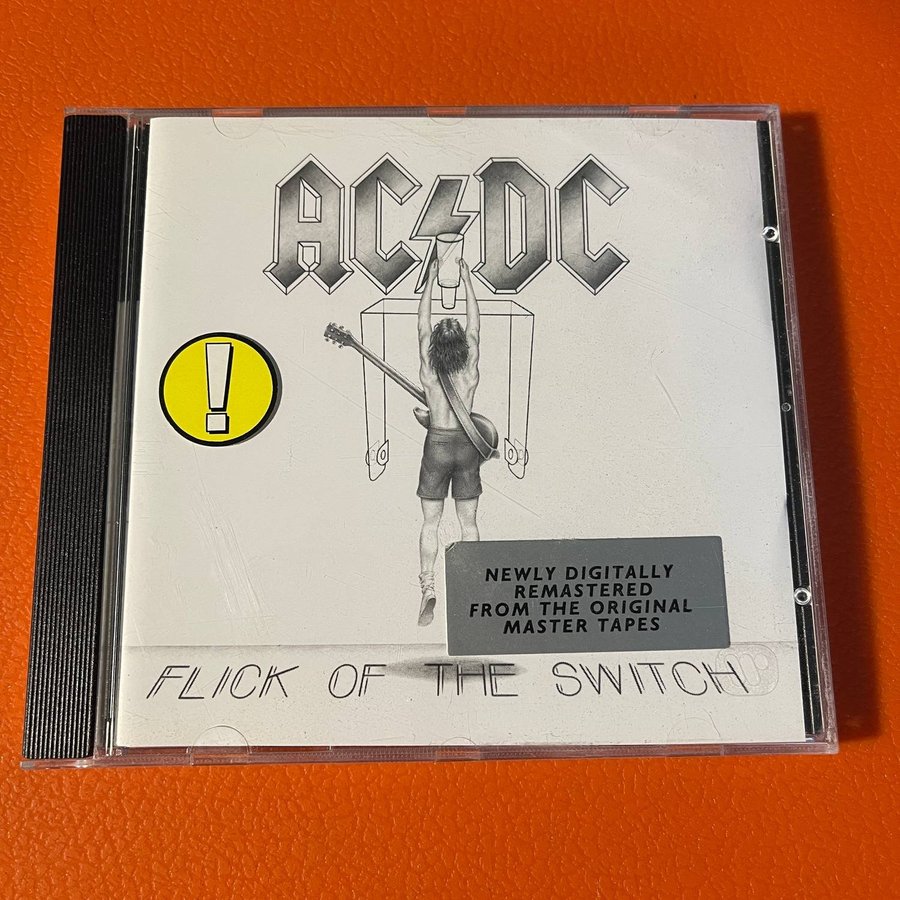 AC⚡DC
!
NEWLY DIGITALLY
REMASTERED
FROM THE ORIGINAL
MASTER TAPES
FLICK OF THE SWITCH